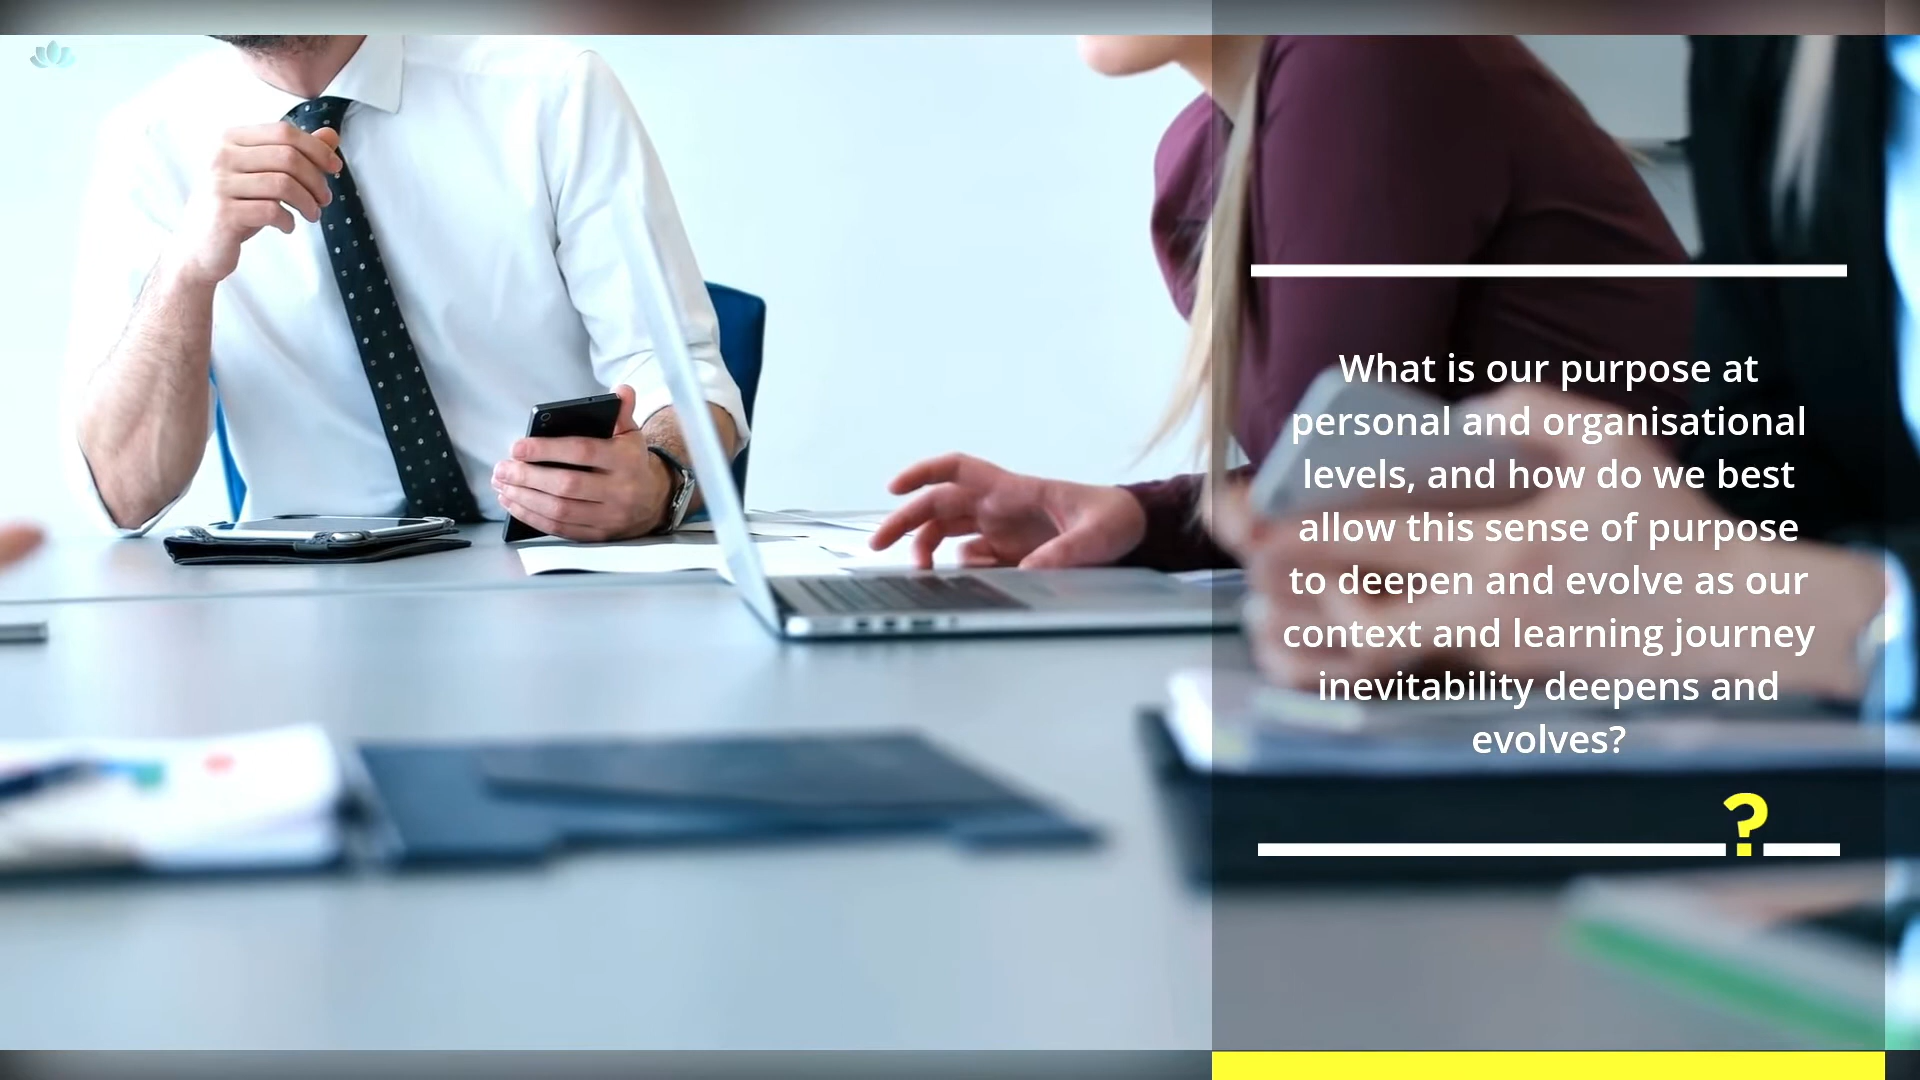 What is our purpose at
personal and organisational
levels, and how do we best
allow this sense of purpose
to deepen and evolve as our
context and learning journey
inevitability deepens and
evolves?
?